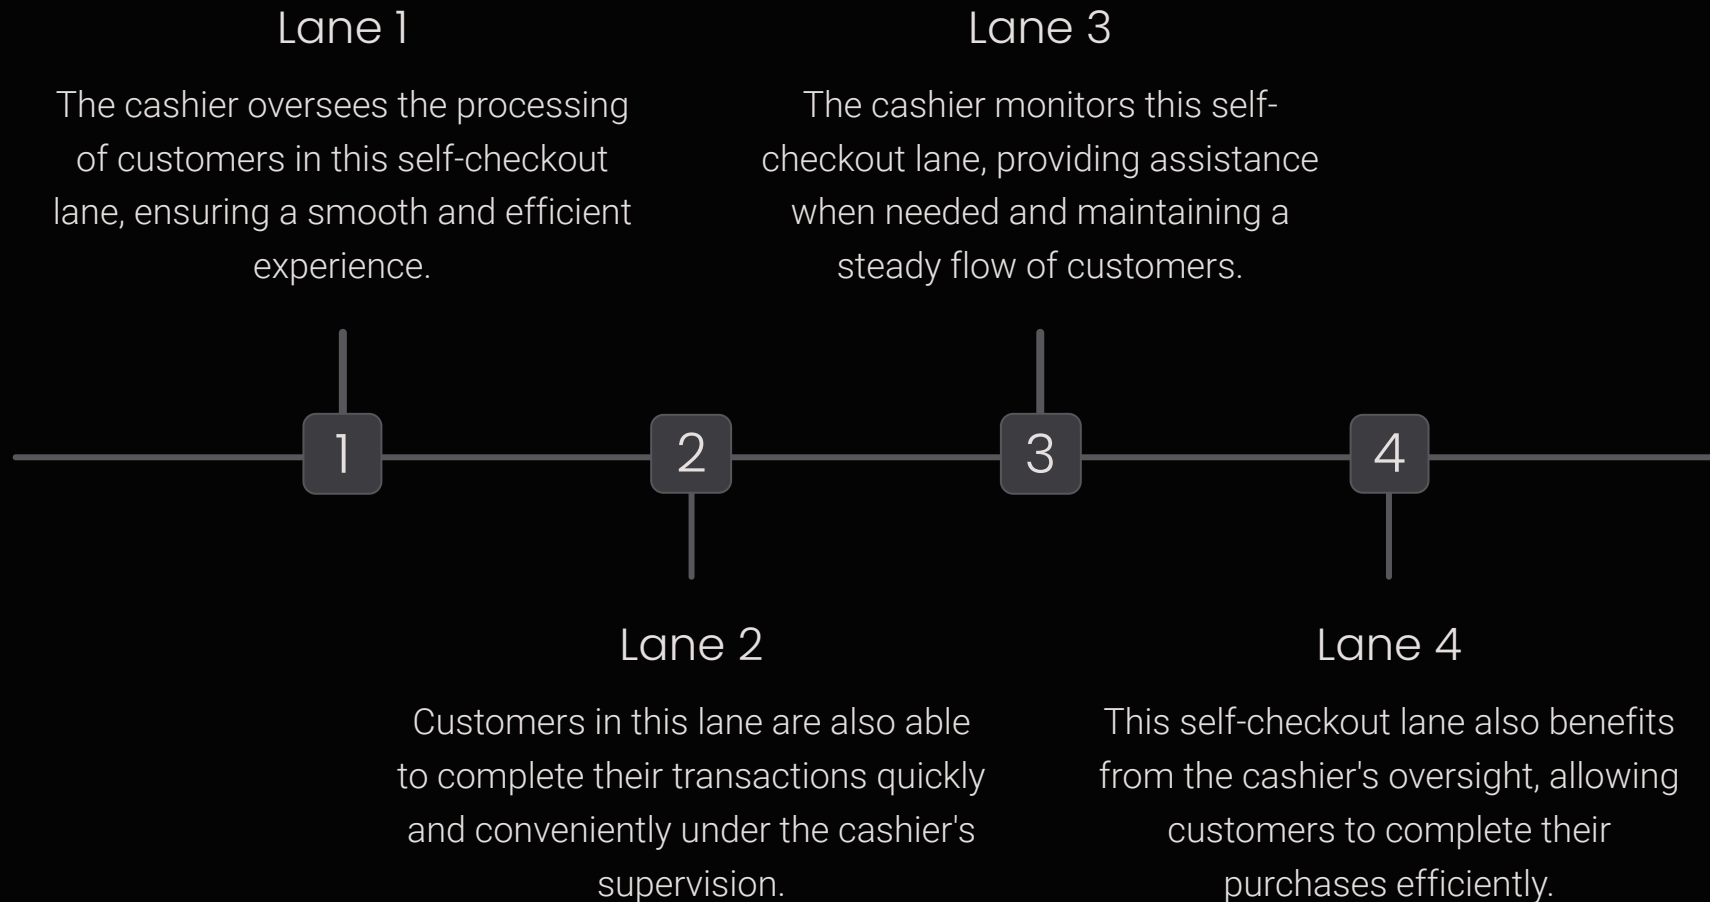 Lane 1
The cashier oversees the processing
of customers in this self-checkout
lane, ensuring a smooth and efficient
experience.
Lane 3
The cashier monitors this self-
checkout lane, providing assistance
when needed and maintaining a
steady flow of customers.
1
2
3
4
Lane 2
Customers in this lane are also able
to complete their transactions quickly
and conveniently under the cashier's
supervision.
Lane 4
This self-checkout lane also benefits
from the cashier's oversight, allowing
customers to complete their
purchases efficiently.